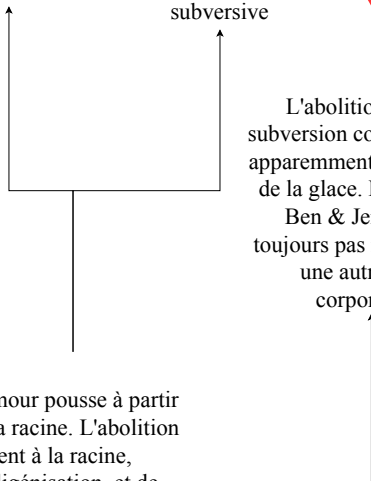 subversive
L'abolitio
subversion co
apparemment
de la glace.
Ben & Je
toujours pas
une autr
corpor
mour pousse à partir
a racine. L'abolition
ent à la racine,